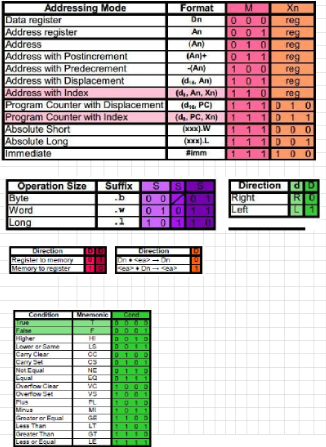 Addressing Mode Format M Xn
Data register Dn 0 0 0 reg
Address register An 0 0 1 reg
Address (An) 0 1 0 reg
Address with Postincrement (An)+ 0 1 1 reg
Address with Predecrement -(An) 1 0 0 reg
Address with Displacement (d16, An) 1 0 1 reg
Address with Index (d8, An, Xn) 1 1 0 reg
Program Counter with Displacement (d16, PC) 1 1 1 0 1 0
Program Counter with Index (d8, PC, Xn) 1 1 1 0 1 1
Absolute Short (xxx).W 1 1 1 0 0 0
Absolute Long (xxx).L 1 1 1 0 0 1
Immediate #imm 1 1 1 1 0 0
Operation Size Suffix S S S
Byte .b 0 0 0 1
Word .w 0 1 0 1 1
Long .l 1 0 1 1 0
Direction d D
Right R 0
Left L 1
Direction
Register to memory
Memory to register
Direction
Dn ♦ <ea> → Dn
<ea> ♦ Dn → <ea>
Condition Mnemonic Cond
True T 0 0 0 0
False F 0 0 0 1
Higher HI 0 0 1 0
Lower or Same LS 0 0 1 1
Carry Clear CC 0 1 0 0
Carry Set CS 0 1 0 1
Not Equal NE 0 1 1 0
Equal EQ 0 1 1 1
Overflow Clear VC 1 0 0 0
Overflow Set VS 1 0 0 1
Plus PL 1 0 1 0
Minus MI 1 0 1 1
Greater or Equal GE 1 1 0 0
Less Than LT 1 1 0 1
Greater Than GT 1 1 1 0
Less or Equal LE 1 1 1 1